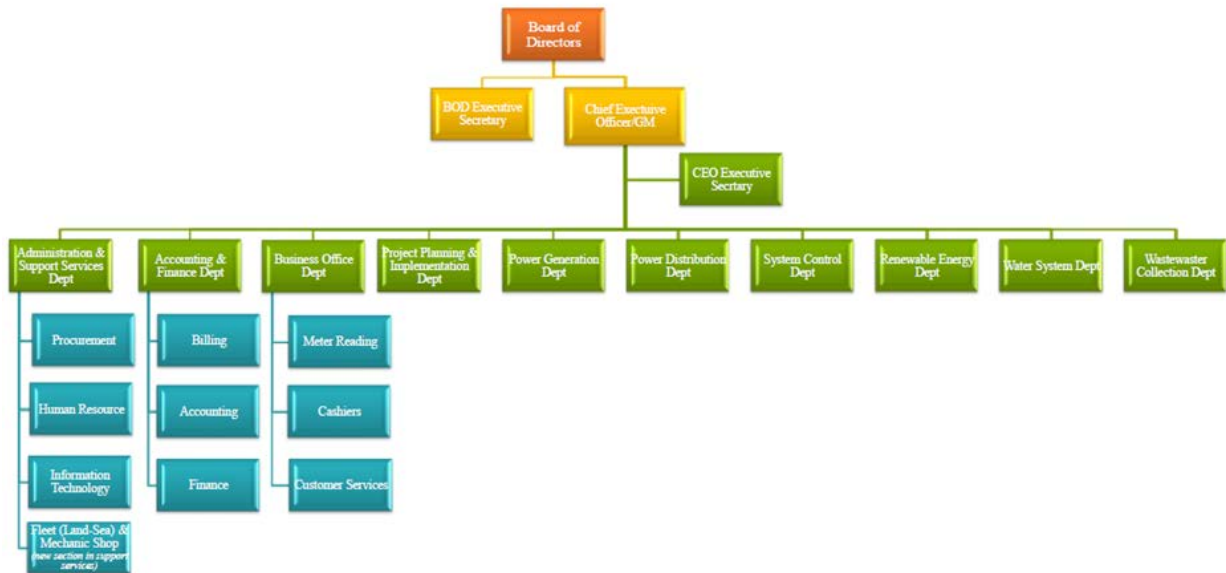 Board of
Directors
BOD Executive
Secretary
Chief Exectuive
Officer/GM
CEO Executive
Secrtary
Administration &
Support Services
Dept
Accounting &
Finance Dept
Business Office
Dept
Project Planning &
Implementation
Dept
Power Generation
Dept
Power Distribution
Dept
System Control
Dept
Renewable Energy
Dept
Water System Dept
Wastewater
Collection Dept
Procurement
Billing
Meter Reading
Human Resource
Accounting
Cashiers
Information
Technology
Finance
Customer Services
Fleet (Land-Sea) &
Mechanic Shop
(new section in support
services)